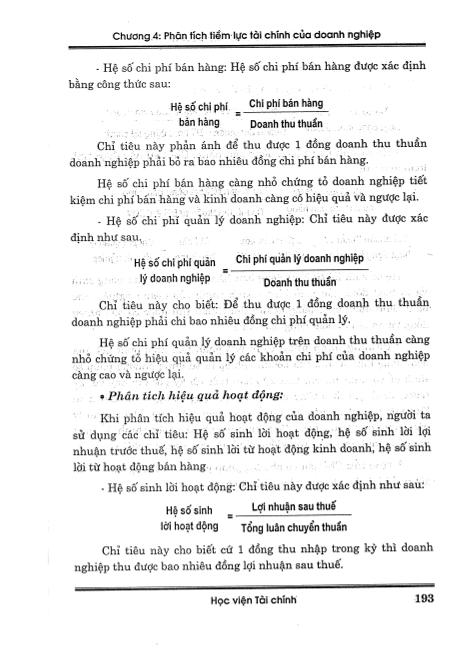 Chương 4: Phân tích tiềm lực tài chính của doanh nghiệp
- Hệ số chi phí bán hàng: Hệ số chi phí bán hàng được xác định
bằng công thức sau:
Hệ số chi phí
bán hàng
=
Chi phí bán hàng
Doanh thu thuần
Chỉ tiêu này phản ánh để thu được 1 đồng doanh thu thuần
doanh nghiệp phải bỏ ra bao nhiêu đồng chi phí bán hàng.
Hệ số chi phí bán hàng càng nhỏ chứng tỏ doanh nghiệp tiết
kiệm chi phí bán hàng và kinh doanh càng có hiệu quả và ngược lại.
- Hệ số chi phí quản lý doanh nghiệp: Chỉ tiêu này được xác
định như sau.
Hệ số chi phí quản
lý doanh nghiệp
=
Chi phí quản lý doanh nghiệp
Doanh thu thuần
Chỉ tiêu này cho biết: Để thu được 1 đồng doanh thu thuần
doanh nghiệp phải chi bao nhiêu đồng chi phí quản lý.
Hệ số chi phí quản lý doanh nghiệp trên doanh thu thuần càng
nhỏ chứng tỏ hiệu quả quản lý các khoản chi phí của doanh nghiệp
càng cao và ngược lại.
• Phân tích hiệu quả hoạt động:
Khi phân tích hiệu quả hoạt động của doanh nghiệp, người ta
sử dụng các chỉ tiêu: Hệ số sinh lời hoạt động, hệ số sinh lời lợi
nhuận trước thuế, hệ số sinh lời từ hoạt động kinh doanh, hệ số sinh
lời từ hoạt động bán hàng
- Hệ số sinh lời hoạt động: Chỉ tiêu này được xác định như sau:
Hệ số sinh
lời hoạt động
=
Lợi nhuận sau thuế
Tổng luân chuyển thuần
Chỉ tiêu này cho biết cứ 1 đồng thu nhập trong kỳ thì doanh
nghiệp thu được bao nhiêu đồng lợi nhuận sau thuế.
Học viện Tài chính
193